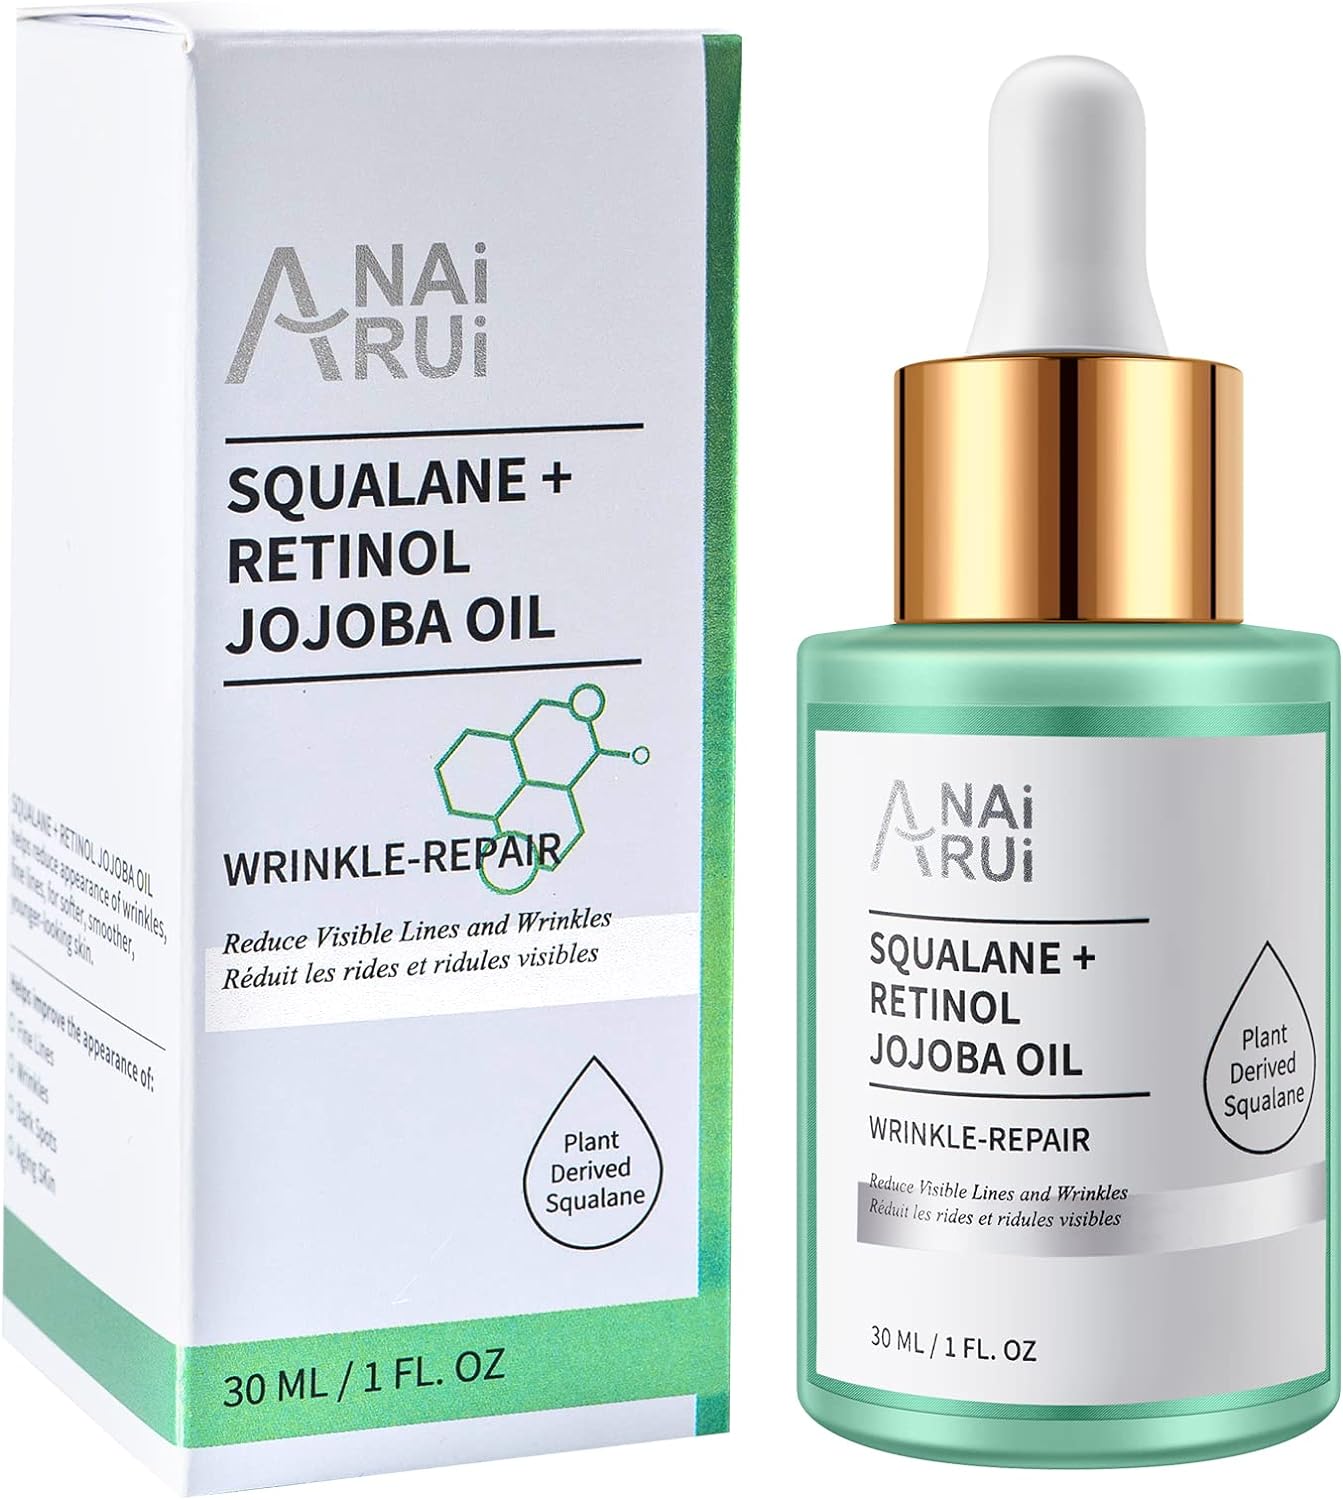 ANAi
RUi
SQUALANE +
RETINOL
JOJOBA OIL
WRINKLE-REPAIR
Reduce Visible Lines and Wrinkles
Réduit les rides et ridules visibles
Plant
Derived
Squalane
30 ML / 1 FL. OZ
SQUALANE + RETINOL JOJOBA OIL
helps reduce appearance of wrinkles,
fine lines, for softer, smoother,
younger-looking skin.
Helps improve the appearance of:
Fine Lines
Wrinkles
Dark Spots
Aging Skin
ANAi
RUi
SQUALANE +
RETINOL
JOJOBA OIL
WRINKLE-REPAIR
Reduce Visible Lines and Wrinkles
Réduit les rides et ridules visibles
Plant
Derived
Squalane
30 ML / 1 FL. OZ